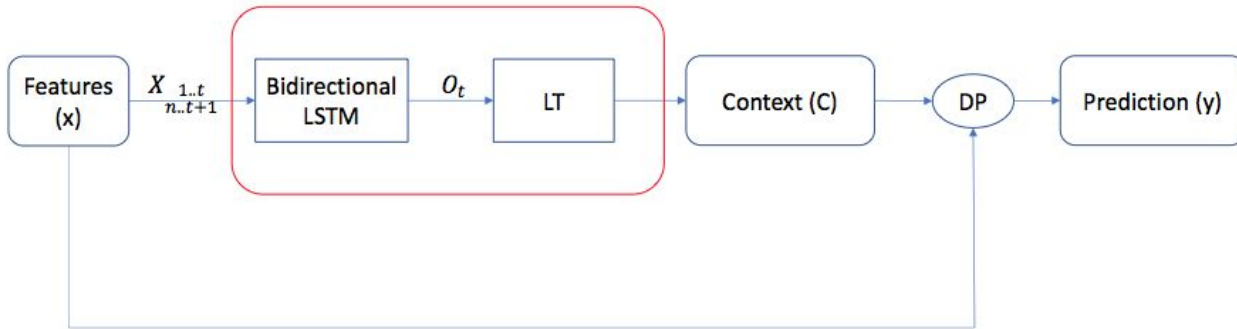 Features
(x)
X 1..t
n..t+1
Bidirectional
LSTM
O_t
LT
Context (C)
DP
Prediction (y)